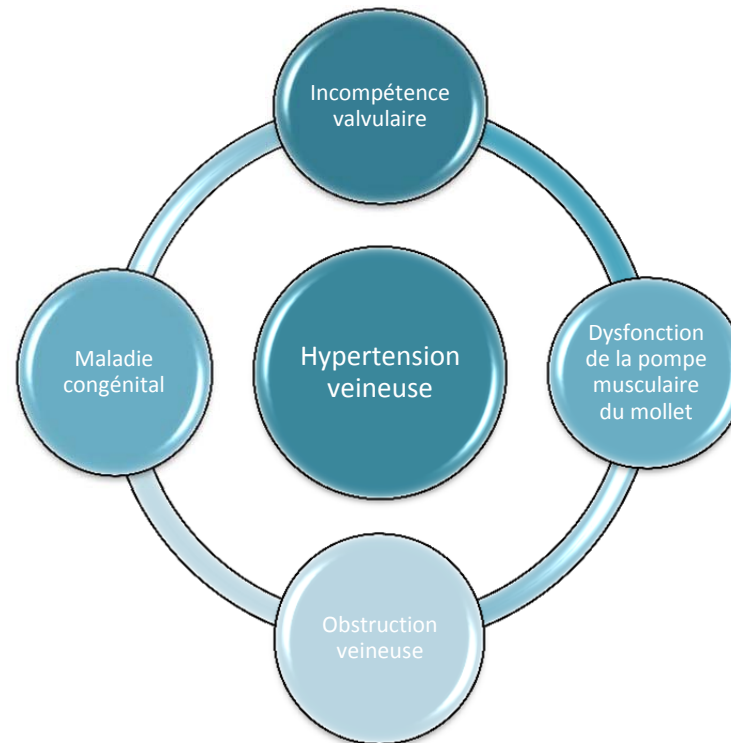 Incompétence
valvulaire
Maladie
congénital
Hypertension
veineuse
Dysfonction
de la pompe
musculaire
du mollet
Obstruction
veineuse